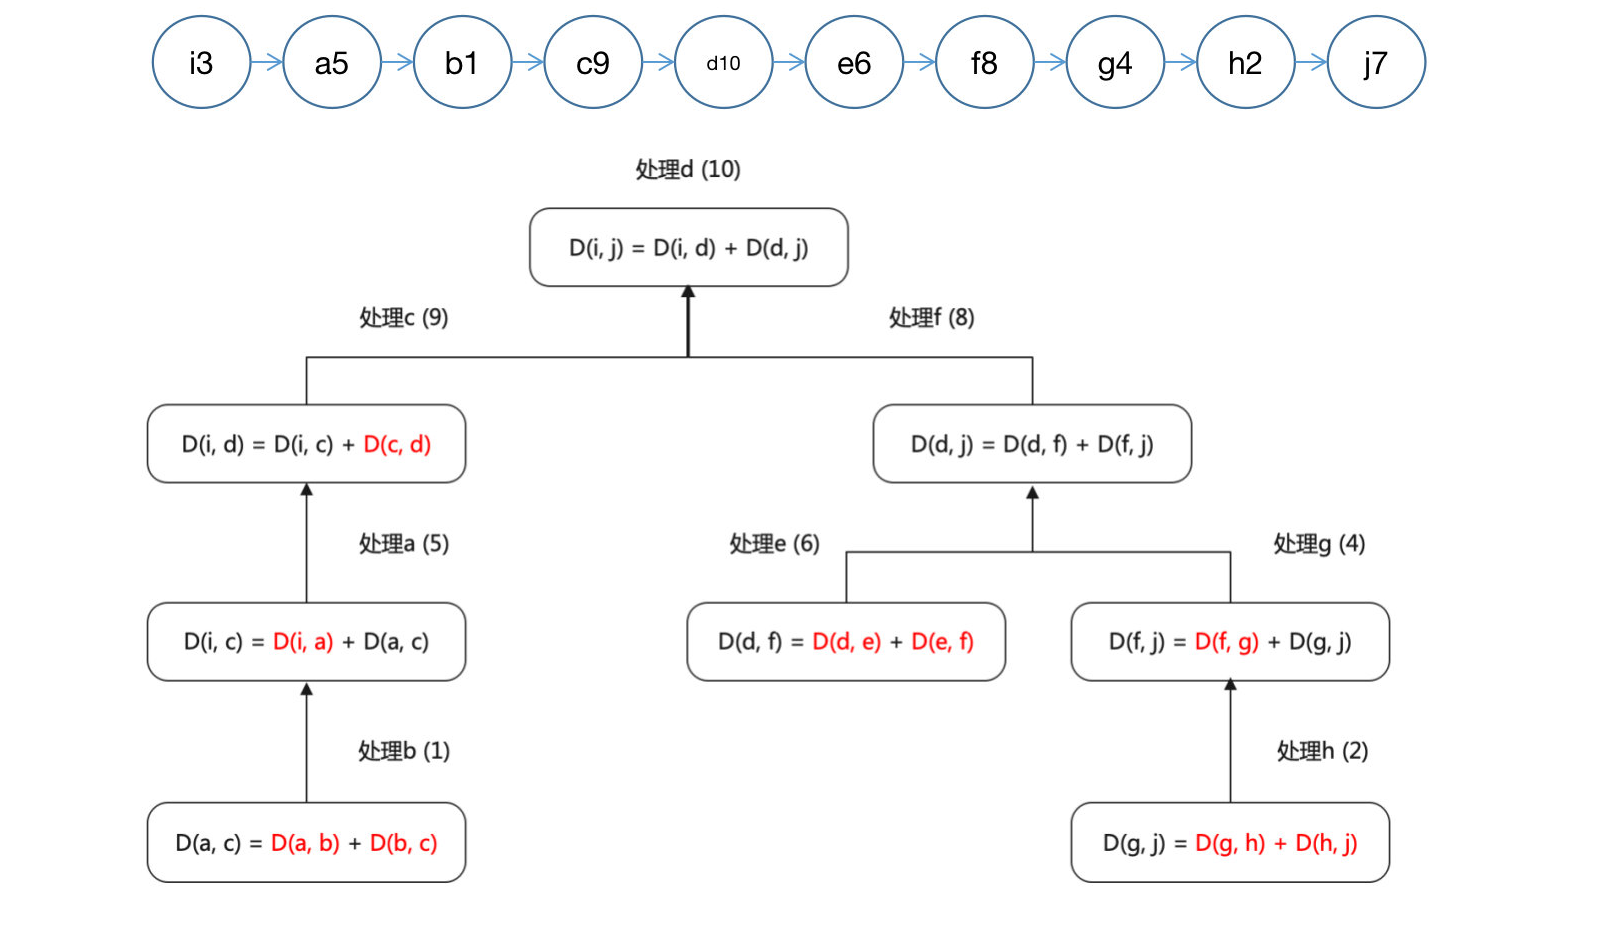 i3
a5
b1
c9
d10
e6
f8
g4
h2
j7
处理d (10)
D(i, j) = D(i, d) + D(d, j)
处理c (9)
处理f (8)
D(i, d) = D(i, c) + D(c, d)
D(d, j) = D(d, f) + D(f, j)
处理a (5)
处理e (6)
处理g (4)
D(i, c) = D(i, a) + D(a, c)
D(d, f) = D(d, e) + D(e, f)
D(f, j) = D(f, g) + D(g, j)
处理b (1)
处理h (2)
D(a, c) = D(a, b) + D(b, c)
D(g, j) = D(g, h) + D(h, j)